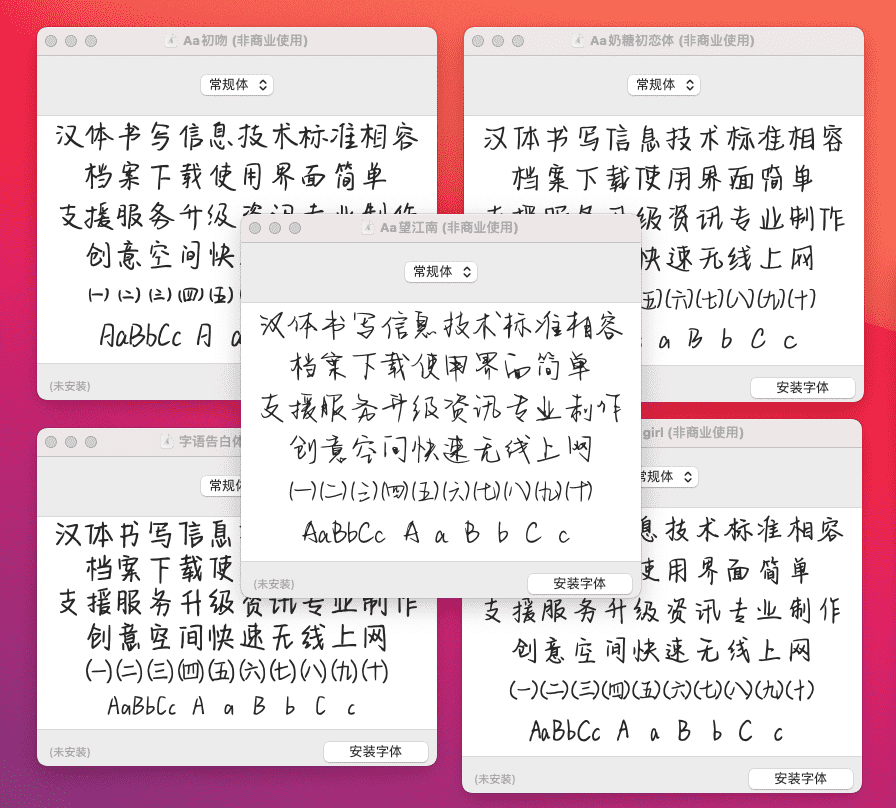 Aa初吻 (非商业使用)
常规体
汉体书写信息技术标准相容
档案下载使用界面简单
支援服务升级资讯专业制作
创意空间快
㈠ ㈡ ㈢ ㈣ ㈤
AaBbCc A a
(未安装)
Aa奶糖初恋体 (非商业使用)
常规体
汉体书写信息技术标准相容
档案下载使用界面简单
支援服务升级资讯专业制作
快速无线上网
㈤㈥㈦㈧㈨㈩
a B b C c
安装字体
Aa望江南 (非商业使用)
常规体
汉体书写信息技术标准相容
档案下载使用界面简单
支援服务升级资讯专业制作
创意空间快速无线上网
㈠㈡㈢㈣㈤㈥㈦㈧㈨㈩
AaBbCc A a B b C c
(未安装)
安装字体
字语告白体
常规体
汉体书写信息
档案下载使
支援服务升级资讯专业制作
创意空间快速无线上网
㈠㈡㈢㈣㈤㈥㈦㈧㈨㈩
AaBbCc A a B b C c
(未安装)
安装字体
girl (非商业使用)
常规体
息技术标准相容
使用界面简单
支援服务升级资讯专业制作
创意空间快速无线上网
㈠㈡㈢㈣㈤㈥㈦㈧㈨㈩
AaBbCc A a B b C c
(未安装)
安装字体